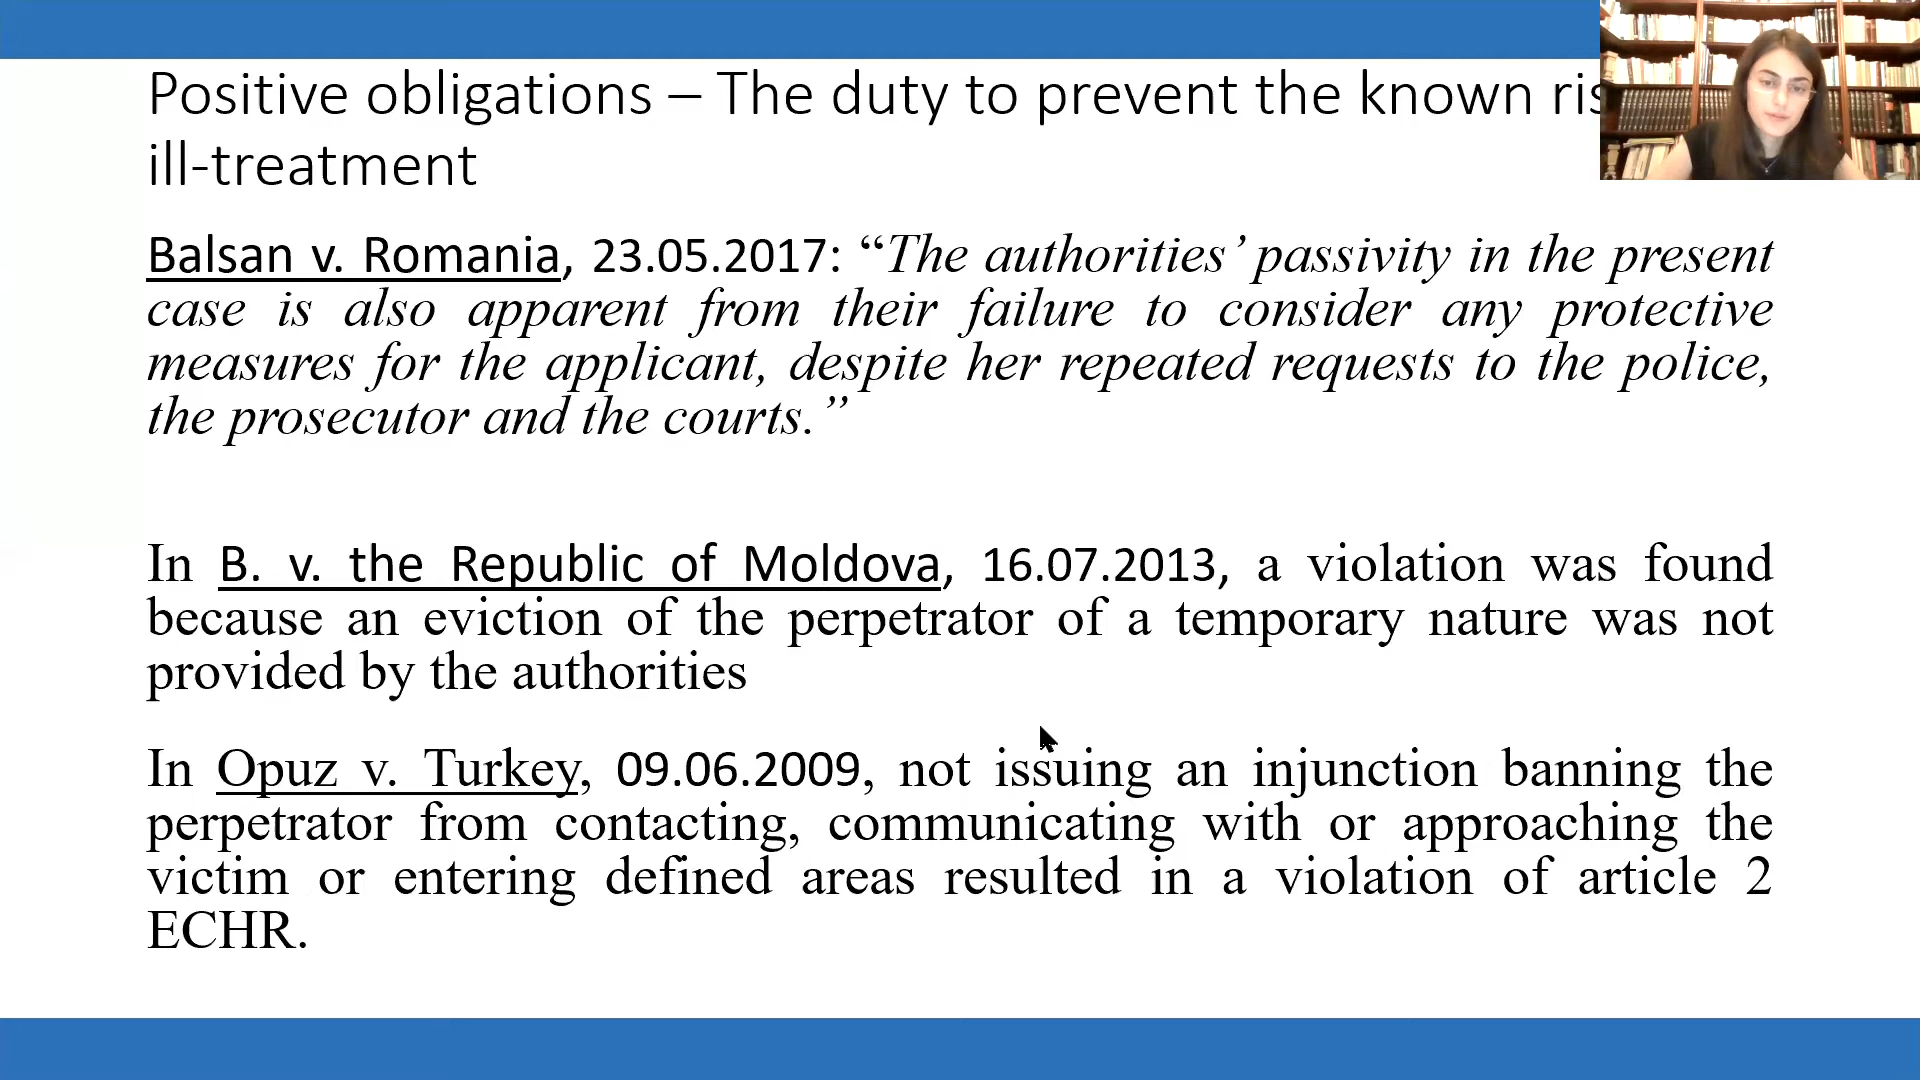 Positive obligations – The duty to prevent the known
ill-treatment
Balsan v. Romania, 23.05.2017: “The authorities’ passivity in the present
case is also apparent from their failure to consider any protective
measures for the applicant, despite her repeated requests to the police,
the prosecutor and the courts.”
In B. v. the Republic of Moldova, 16.07.2013, a violation was found
because an eviction of the perpetrator of a temporary nature was not
provided by the authorities
In Opuz v. Turkey, 09.06.2009, not issuing an injunction banning the
perpetrator from contacting, communicating with or approaching the
victim or entering defined areas resulted in a violation of article 2
ECHR.